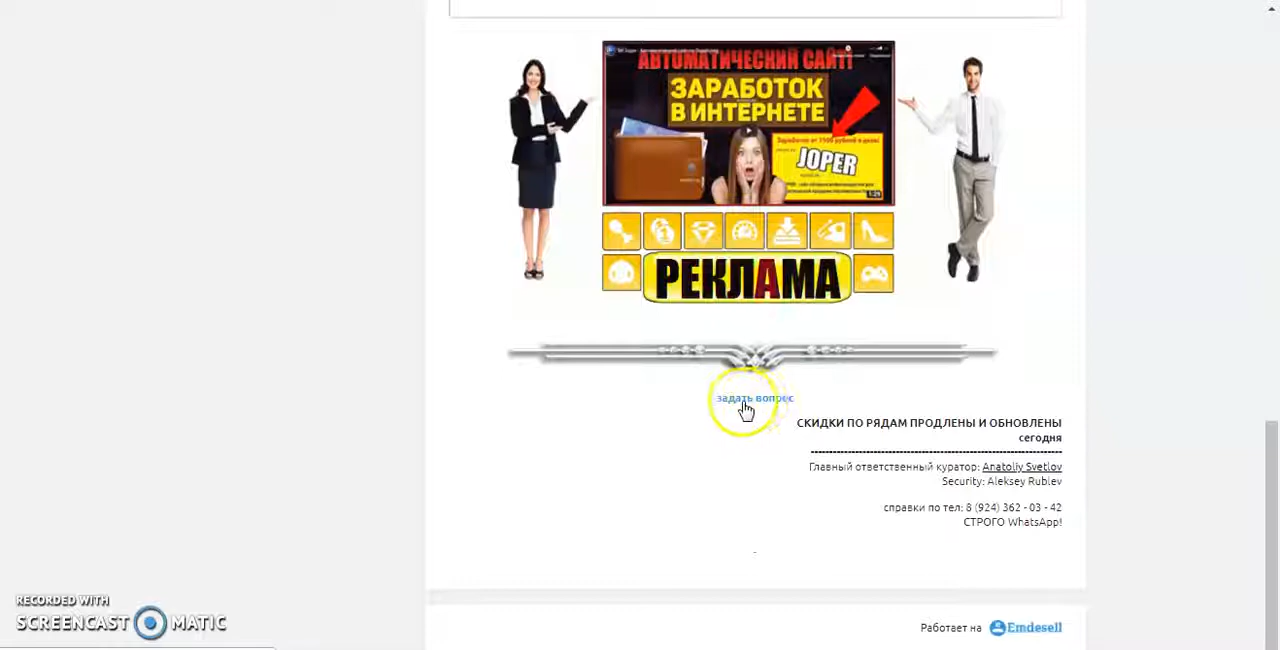 АВТОМАТИЧЕСКИЙ САЙТ!
ЗАРАБОТОК
В ИНТЕРНЕТЕ
JOPER
1:29
РЕКЛАМА
задать вопрос
СКИДКИ ПО РЯДАМ ПРОДЛЕНЫ И ОБНОВЛЕНЫ
сегодня
Главный ответственный куратор: Anatoliy Svetlov
Security: Aleksey Rublev
справки по тел: 8 (924) 362 - 03 - 42
СТРОГО WhatsApp!
RECORDED WITH
SCREENCAST MATIC
Работает на Emdesell